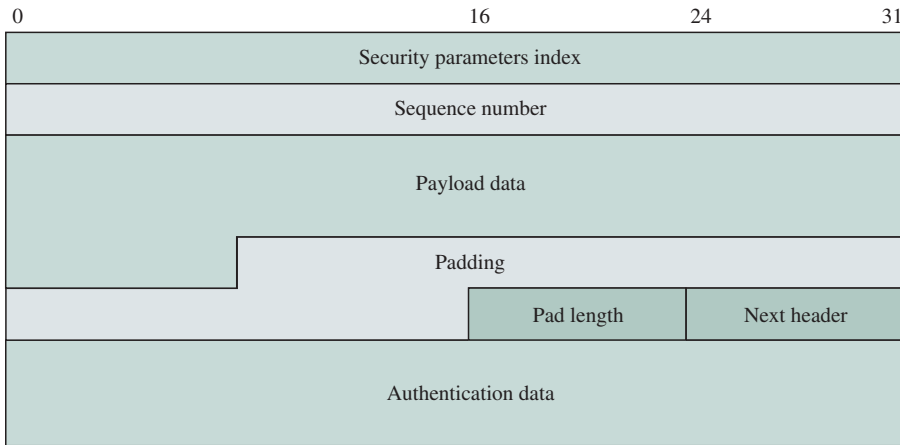 0 16 24 31
Security parameters index
Sequence number
Payload data
Padding
Pad length Next header
Authentication data